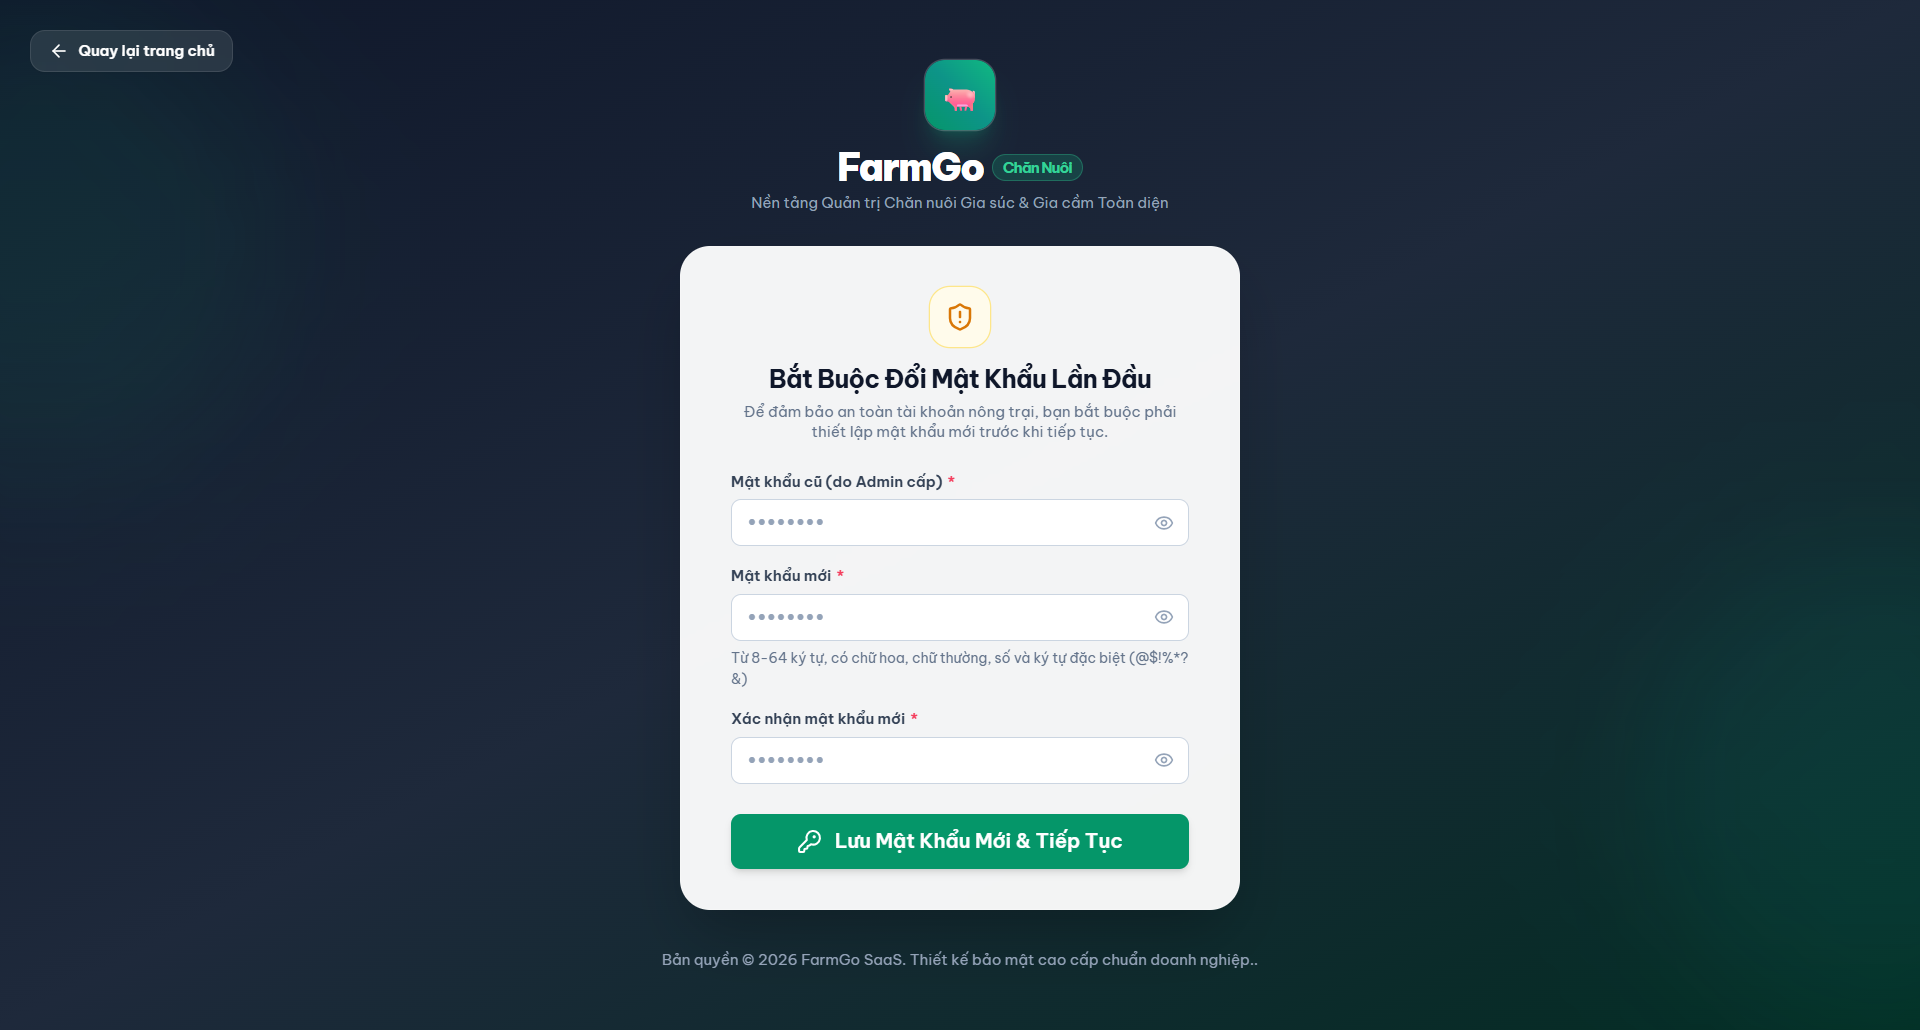 Quay lại trang chủ
FarmGo Chăn Nuôi
Nền tảng Quản trị Chăn nuôi Gia súc & Gia cầm Toàn diện
Bắt Buộc Đổi Mật Khẩu Lần Đầu
Để đảm bảo an toàn tài khoản nông trại, bạn bắt buộc phải
thiết lập mật khẩu mới trước khi tiếp tục.
Mật khẩu cũ (do Admin cấp) *
••••••••
Mật khẩu mới *
••••••••
Từ 8-64 ký tự, có chữ hoa, chữ thường, số và ký tự đặc biệt (@$!%*?
&)
Xác nhận mật khẩu mới *
••••••••
Lưu Mật Khẩu Mới & Tiếp Tục
Bản quyền © 2026 FarmGo SaaS. Thiết kế bảo mật cao cấp chuẩn doanh nghiệp..